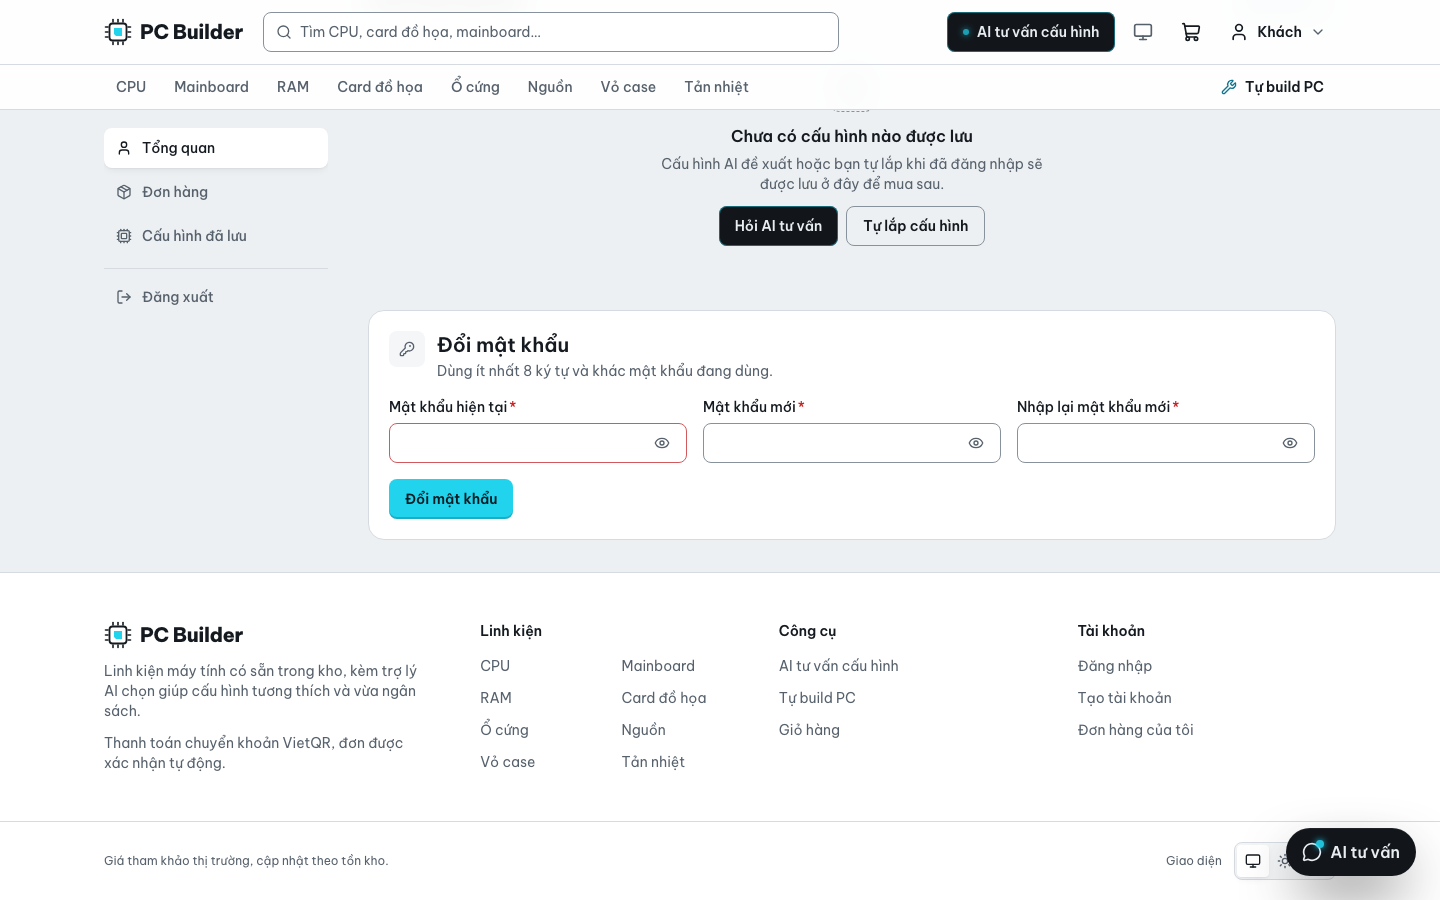 PC Builder
Tìm CPU, card đồ họa, mainboard...
AI tư vấn cấu hình
Khách
CPU
Mainboard
RAM
Card đồ họa
Ổ cứng
Nguồn
Vỏ case
Tản nhiệt
Tự build PC
Tổng quan
Đơn hàng
Cấu hình đã lưu
Đăng xuất
Chưa có cấu hình nào được lưu
Cấu hình AI đề xuất hoặc bạn tự lắp khi đã đăng nhập sẽ
được lưu ở đây để mua sau.
Hỏi AI tư vấn
Tự lắp cấu hình
Đổi mật khẩu
Dùng ít nhất 8 ký tự và khác mật khẩu đang dùng.
Mật khẩu hiện tại *
Mật khẩu mới *
Nhập lại mật khẩu mới *
Đổi mật khẩu
PC Builder
Linh kiện máy tính có sẵn trong kho, kèm trợ lý
AI chọn giúp cấu hình tương thích và vừa ngân
sách.
Thanh toán chuyển khoản VietQR, đơn được
xác nhận tự động.
Linh kiện
CPU
Mainboard
RAM
Card đồ họa
Ổ cứng
Nguồn
Vỏ case
Tản nhiệt
Công cụ
AI tư vấn cấu hình
Tự build PC
Giỏ hàng
Tài khoản
Đăng nhập
Tạo tài khoản
Đơn hàng của tôi
Giá tham khảo thị trường, cập nhật theo tồn kho.
Giao diện
AI tư vấn